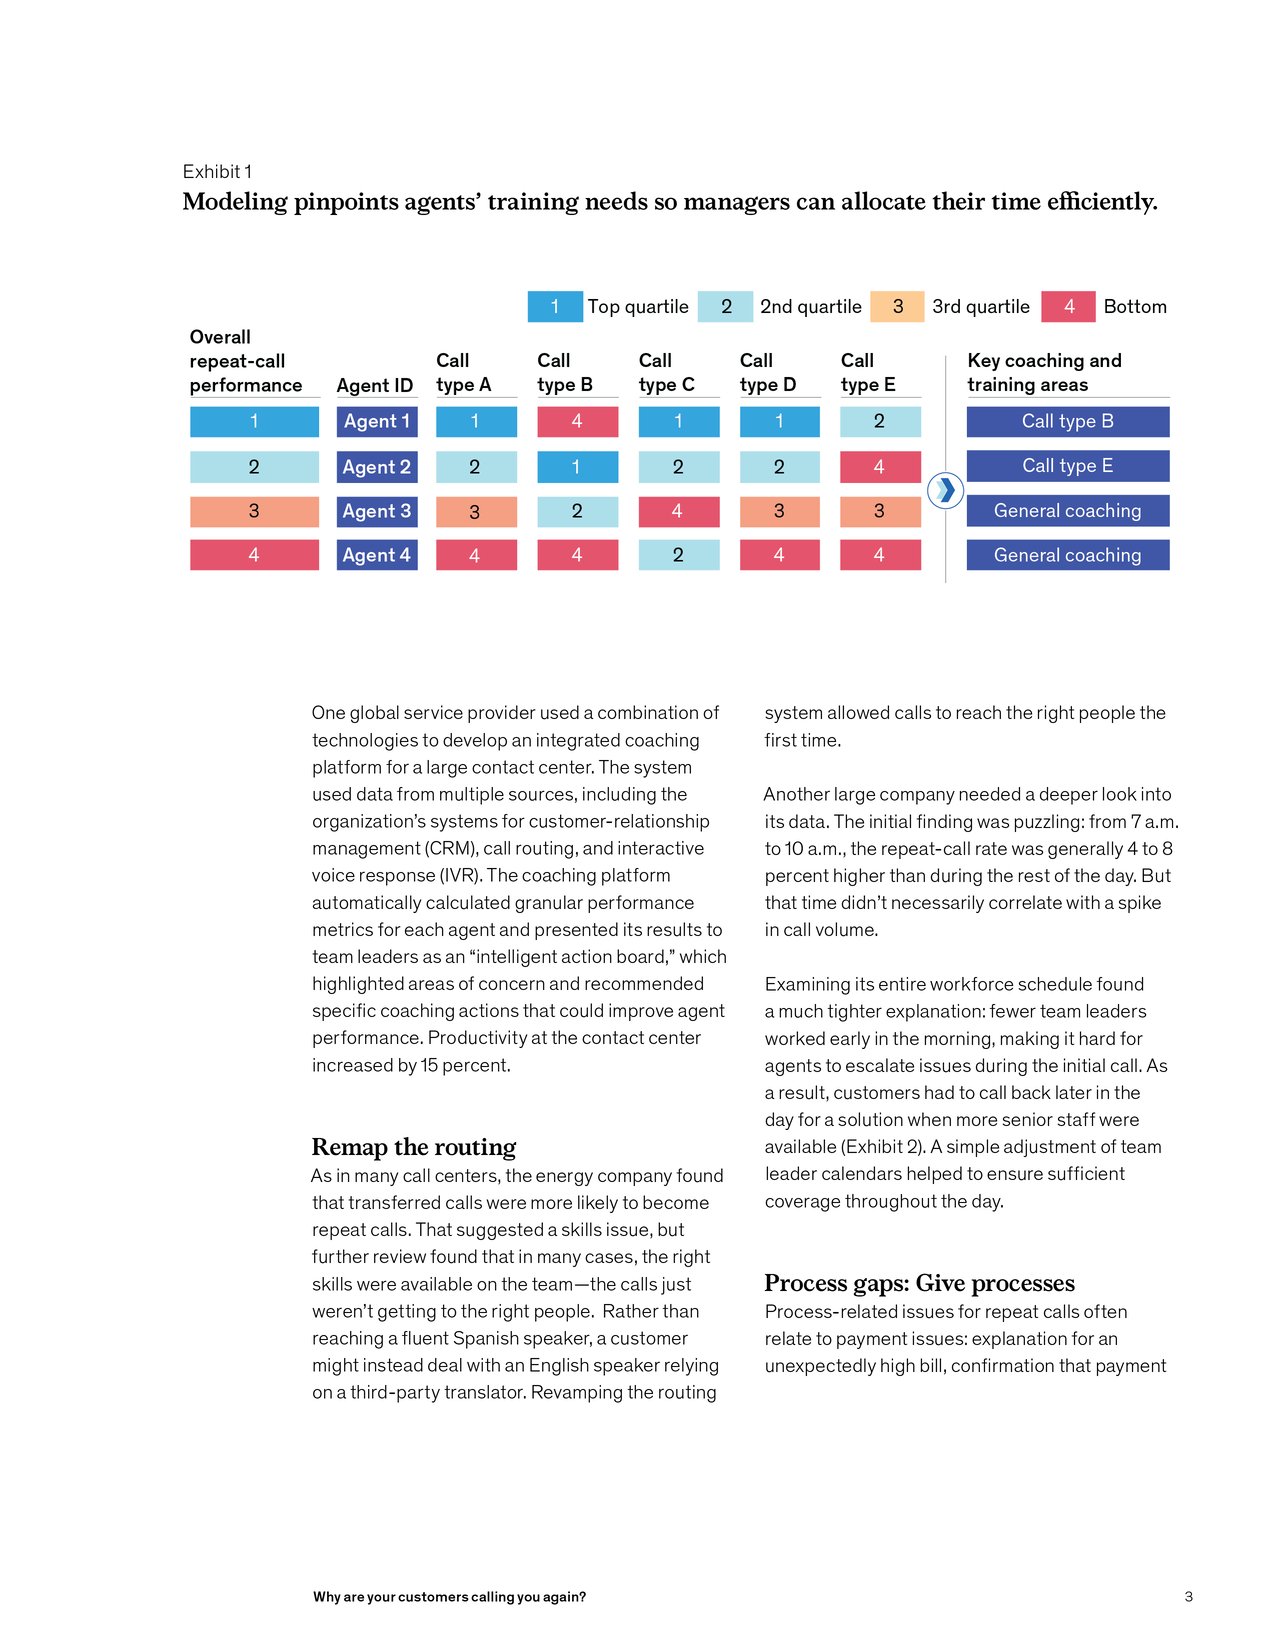 Exhibit 1
Modeling pinpoints agents’ training needs so managers can allocate their time efficiently.
1 Top quartile 2 2nd quartile 3 3rd quartile 4 Bottom
Overall
repeat-call
performance
Agent ID
Call
type A
Call
type B
Call
type C
Call
type D
Call
type E
Key coaching and
training areas
1 Agent 1 1 4 1 1 2 Call type B
2 Agent 2 2 1 2 2 4 Call type E
3 Agent 3 3 2 4 3 3 General coaching
4 Agent 4 4 4 2 4 4 General coaching
One global service provider used a combination of
technologies to develop an integrated coaching
platform for a large contact center. The system
used data from multiple sources, including the
organization’s systems for customer-relationship
management (CRM), call routing, and interactive
voice response (IVR). The coaching platform
automatically calculated granular performance
metrics for each agent and presented its results to
team leaders as an “intelligent action board,” which
highlighted areas of concern and recommended
specific coaching actions that could improve agent
performance. Productivity at the contact center
increased by 15 percent.
Remap the routing
As in many call centers, the energy company found
that transferred calls were more likely to become
repeat calls. That suggested a skills issue, but
further review found that in many cases, the right
skills were available on the team—the calls just
weren’t getting to the right people. Rather than
reaching a fluent Spanish speaker, a customer
might instead deal with an English speaker relying
on a third-party translator. Revamping the routing
system allowed calls to reach the right people the
first time.
Another large company needed a deeper look into
its data. The initial finding was puzzling: from 7 a.m.
to 10 a.m., the repeat-call rate was generally 4 to 8
percent higher than during the rest of the day. But
that time didn’t necessarily correlate with a spike
in call volume.
Examining its entire workforce schedule found
a much tighter explanation: fewer team leaders
worked early in the morning, making it hard for
agents to escalate issues during the initial call. As
a result, customers had to call back later in the
day for a solution when more senior staff were
available (Exhibit 2). A simple adjustment of team
leader calendars helped to ensure sufficient
coverage throughout the day.
Process gaps: Give processes
Process-related issues for repeat calls often
relate to payment issues: explanation for an
unexpectedly high bill, confirmation that payment
Why are your customers calling you again?
3